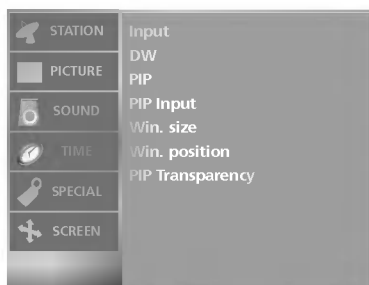 STATION
PICTURE
SOUND
TIME
SPECIAL
SCREEN
Input
DW
PIP
PIP Input
Win. size
Win. position
PIP Transparency